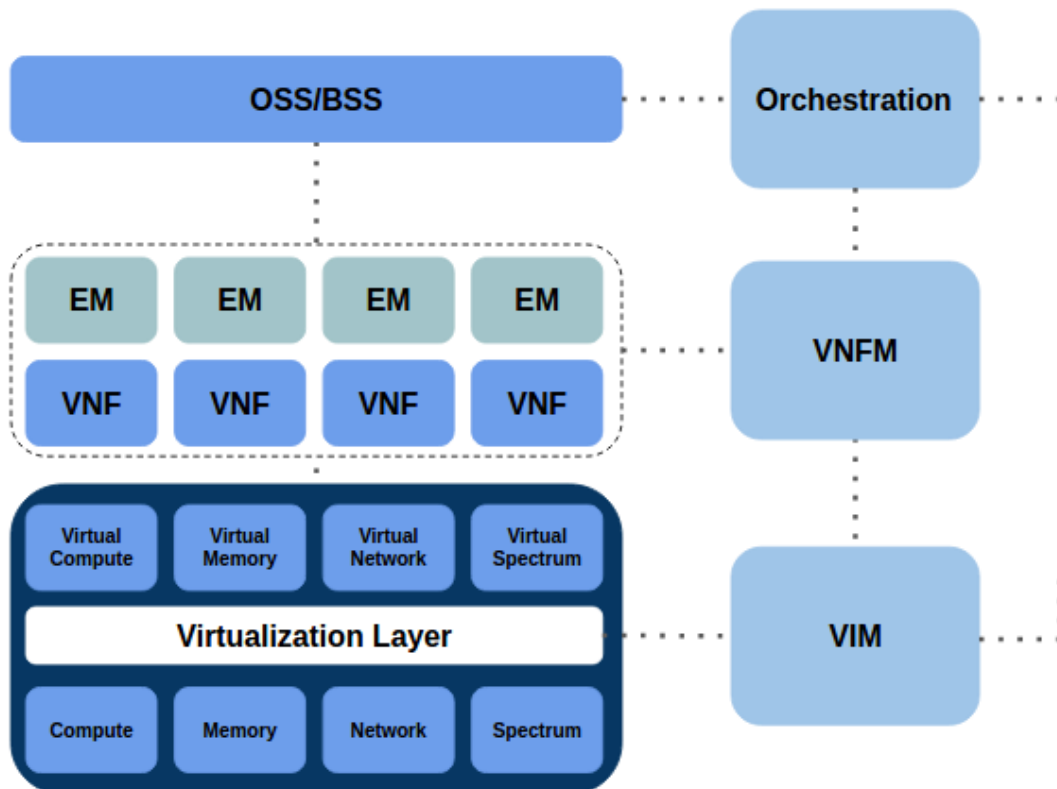 OSS/BSS
Orchestration
EM
EM
EM
EM
VNF
VNF
VNF
VNF
VNFM
Virtual
Compute
Virtual
Memory
Virtual
Network
Virtual
Spectrum
Virtualization Layer
VIM
Compute
Memory
Network
Spectrum